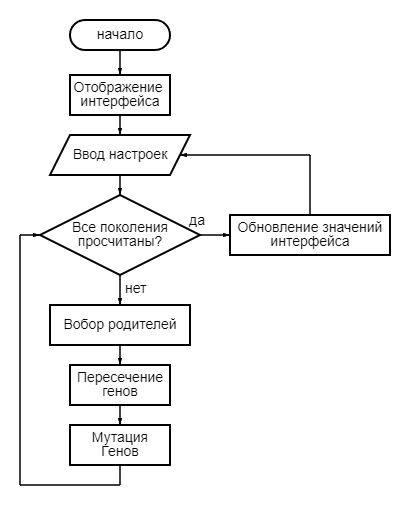 начало
Отображение
интерфейса
Ввод настроек
Все поколения
просчитаны?
да
Обновление значений
интерфейса
нет
Вобор родителей
Пересечение
генов
Мутация
Генов